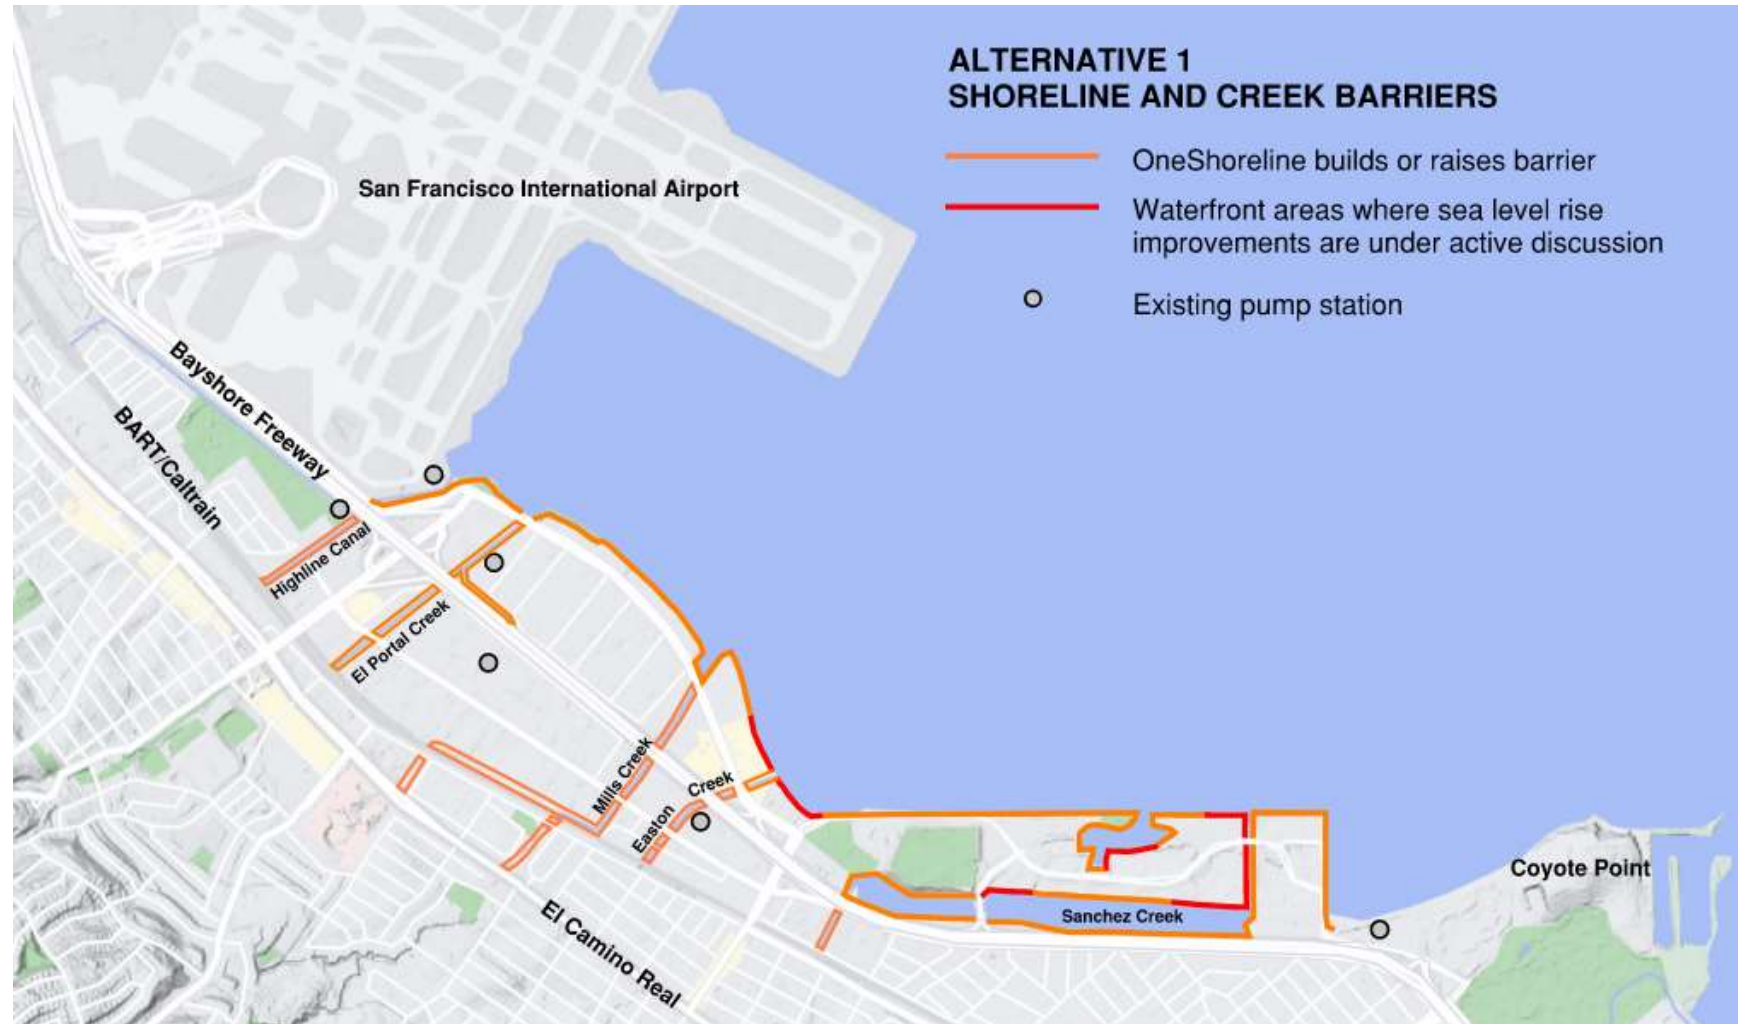 ALTERNATIVE 1
SHORELINE AND CREEK BARRIERS
OneShoreline builds or raises barrier
Waterfront areas where sea level rise
improvements are under active discussion
Existing pump station
San Francisco International Airport
Bayshore Freeway
BART/Caltrain
Highline Canal
El Portal Creek
Mills Creek
Easton Creek
El Camino Real
Sanchez Creek
Coyote Point